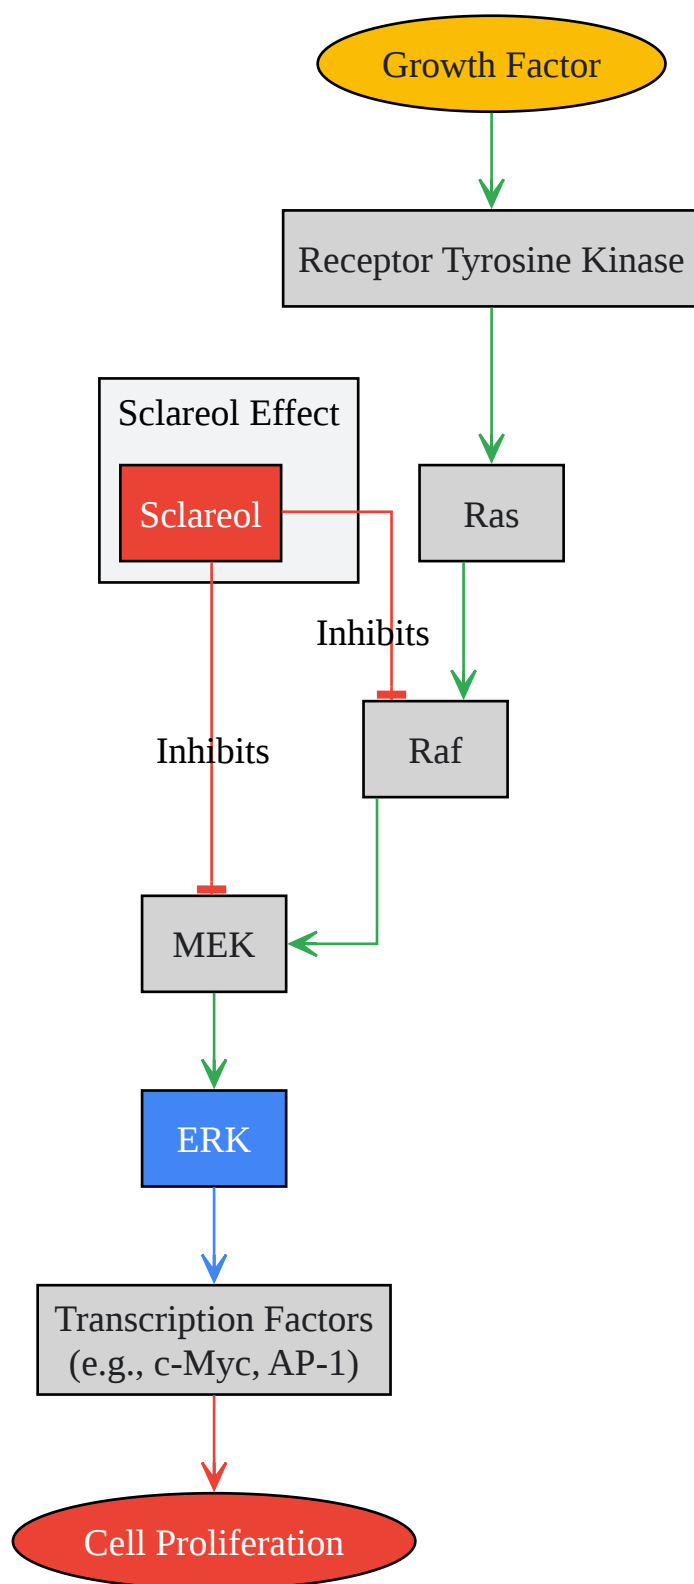 Growth Factor
Receptor Tyrosine Kinase
Sclareol Effect
Sclareol
Ras
Inhibits
Inhibits
Raf
MEK
ERK
Transcription Factors
(e.g., c-Myc, AP-1)
Cell Proliferation